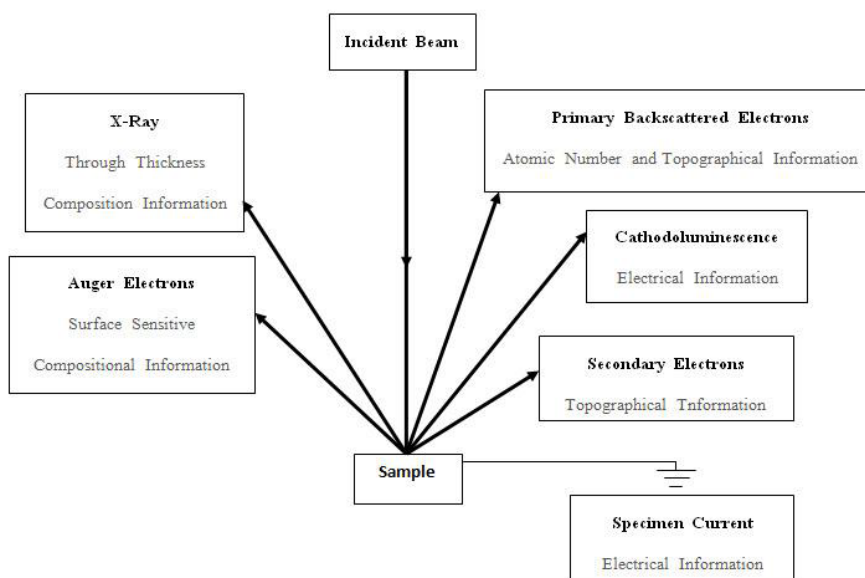 Incident Beam
X-Ray
Through Thickness
Composition Information
Primary Backscattered Electrons
Atomic Number and Topographical Information
Cathodoluminescence
Electrical Information
Auger Electrons
Surface Sensitive
Compositional Information
Secondary Electrons
Topographical Tnformation
Sample
Specimen Current
Electrical Information